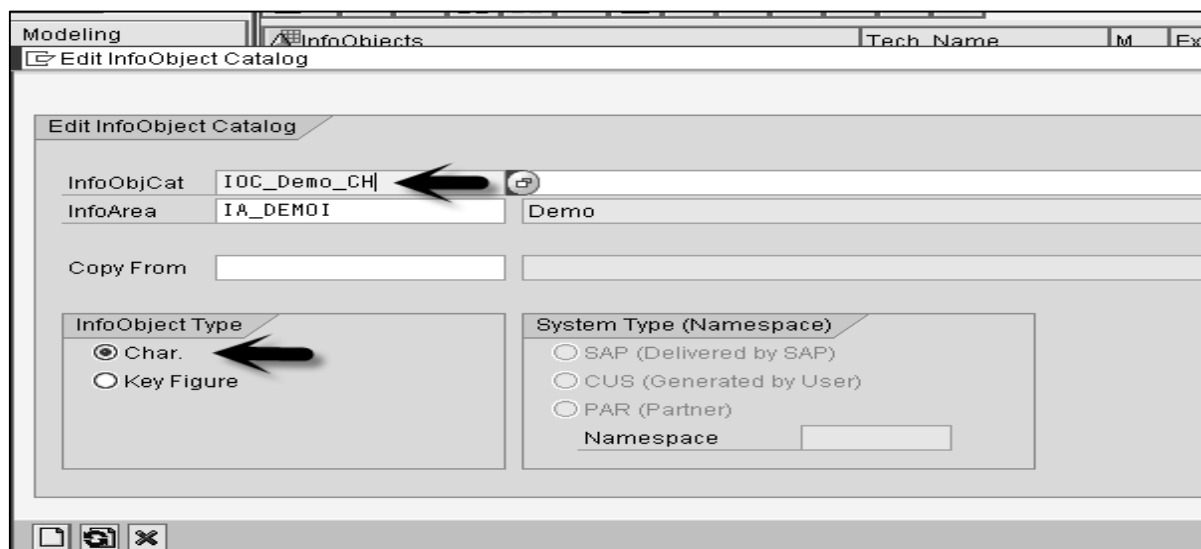 Modeling
InfoObjects
Tech. Name
M
Ex
Edit InfoObject Catalog
Edit InfoObject Catalog
InfoObjCat IOC_Demo_CH
InfoArea IA_DEMOI Demo
Copy From
InfoObject Type
Char.
Key Figure
System Type (Namespace)
SAP (Delivered by SAP)
CUS (Generated by User)
PAR (Partner)
Namespace